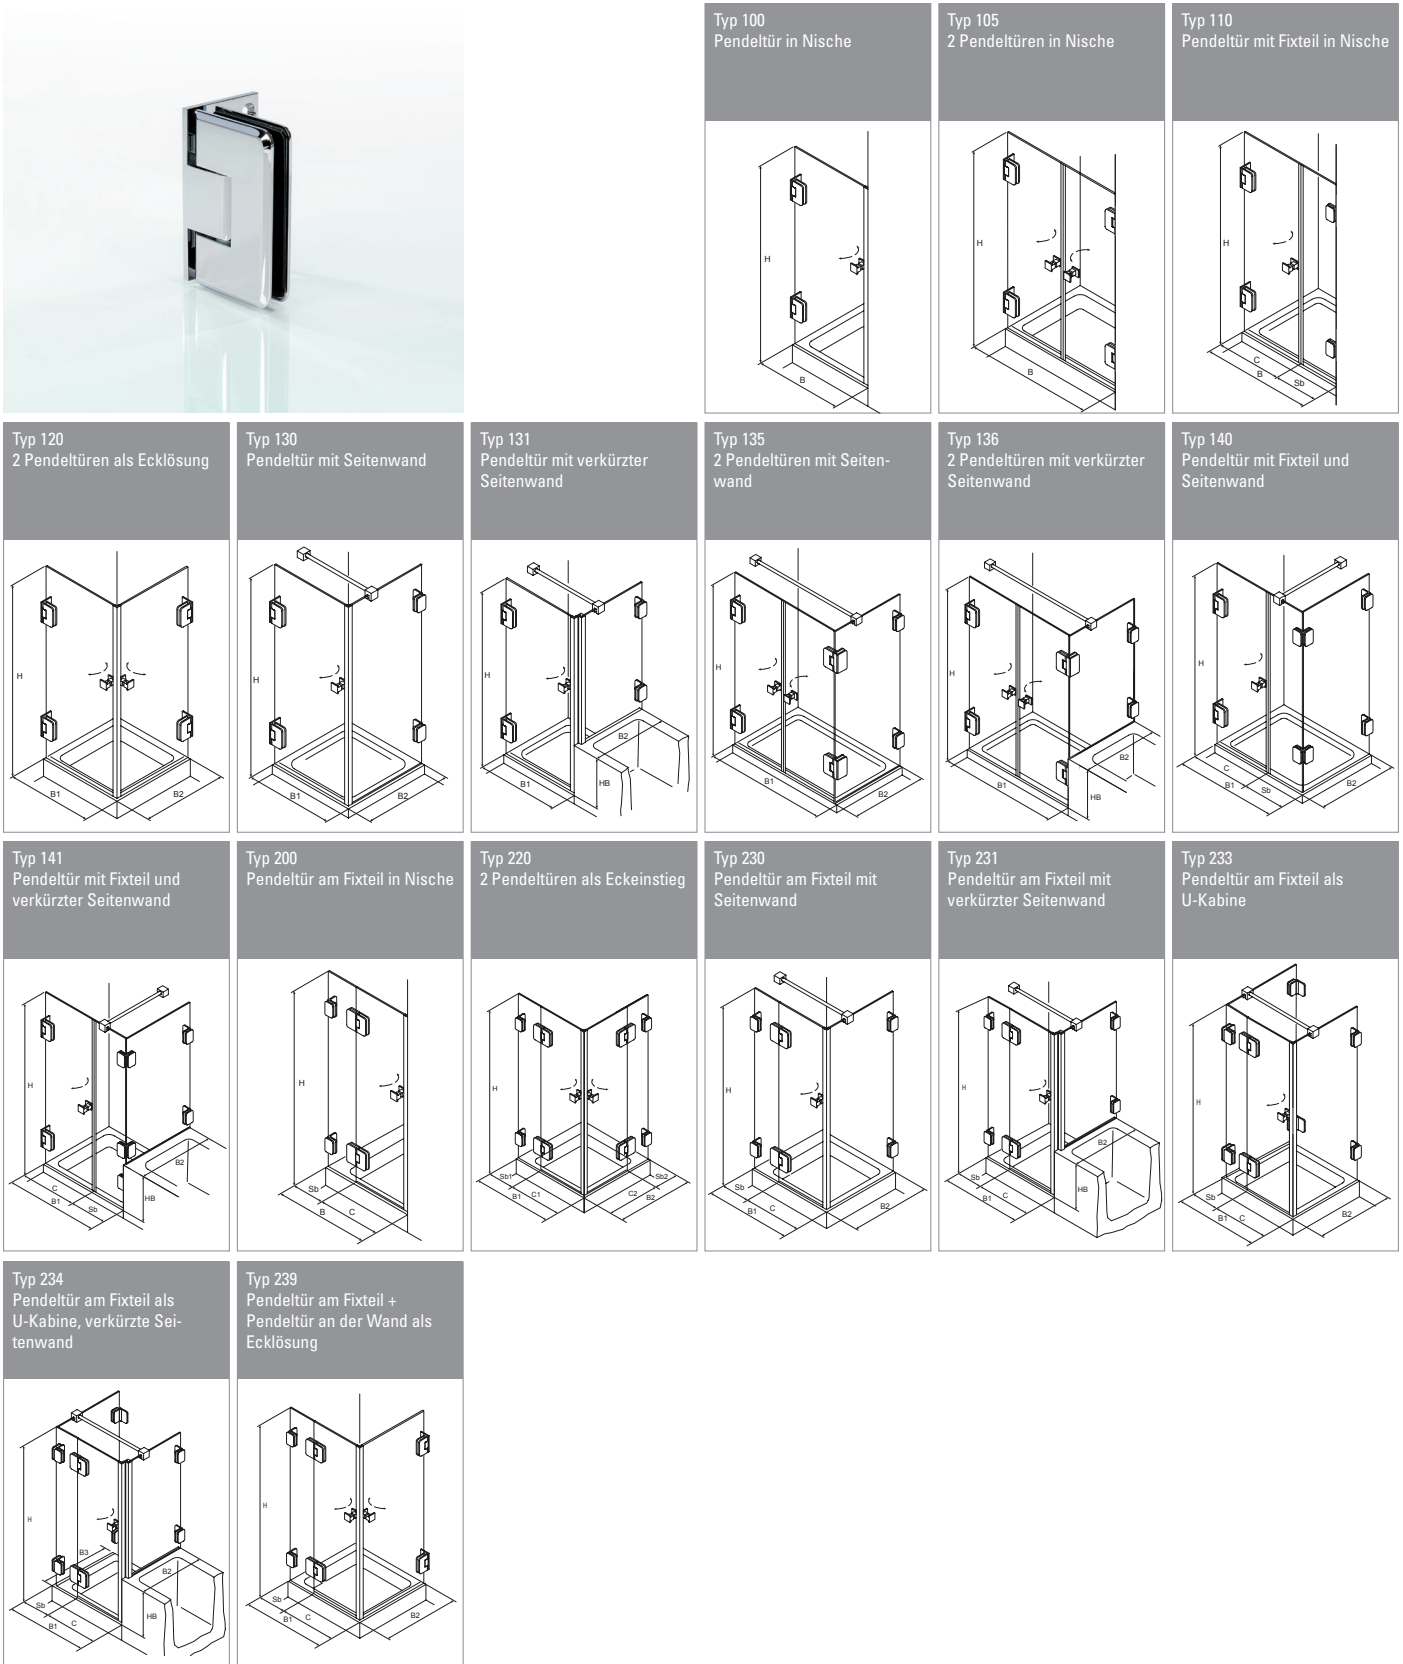 Typ 100
Pendeltür in Nische
H
B
Typ 105
2 Pendeltüren in Nische
H
B
Typ 110
Pendeltür mit Fixteil in Nische
H
C
B
Sb
Typ 120
2 Pendeltüren als Ecklösung
H
B1
B2
Typ 130
Pendeltür mit Seitenwand
H
B1
B2
Typ 131
Pendeltür mit verkürzter
Seitenwand
H
B2
HB
B1
Typ 135
2 Pendeltüren mit Seiten-
wand
H
B1
B2
Typ 136
2 Pendeltüren mit verkürzter
Seitenwand
H
B2
B1
HB
Typ 140
Pendeltür mit Fixteil und
Seitenwand
H
C
B1
Sb
B2
Typ 141
Pendeltür mit Fixteil und
verkürzter Seitenwand
H
B2
C
B1
HB
Sb
Typ 200
Pendeltür am Fixteil in Nische
H
Sb
B
C
Typ 220
2 Pendeltüren als Eckeinstieg
H
Sb1
Sb2
B1
C1
C2
B2
Typ 230
Pendeltür am Fixteil mit
Seitenwand
H
Sb
B1
C
B2
Typ 231
Pendeltür am Fixteil mit
verkürzter Seitenwand
H
B2
Sb
B1
C
HB
Typ 233
Pendeltür am Fixteil als
U-Kabine
H
Sb
B1
C
B2
Typ 234
Pendeltür am Fixteil als
U-Kabine, verkürzte Sei-
tenwand
H
B3
B2
Sb
B1
C
HB
Typ 239
Pendeltür am Fixteil +
Pendeltür an der Wand als
Ecklösung
H
Sb
B1
C
B2